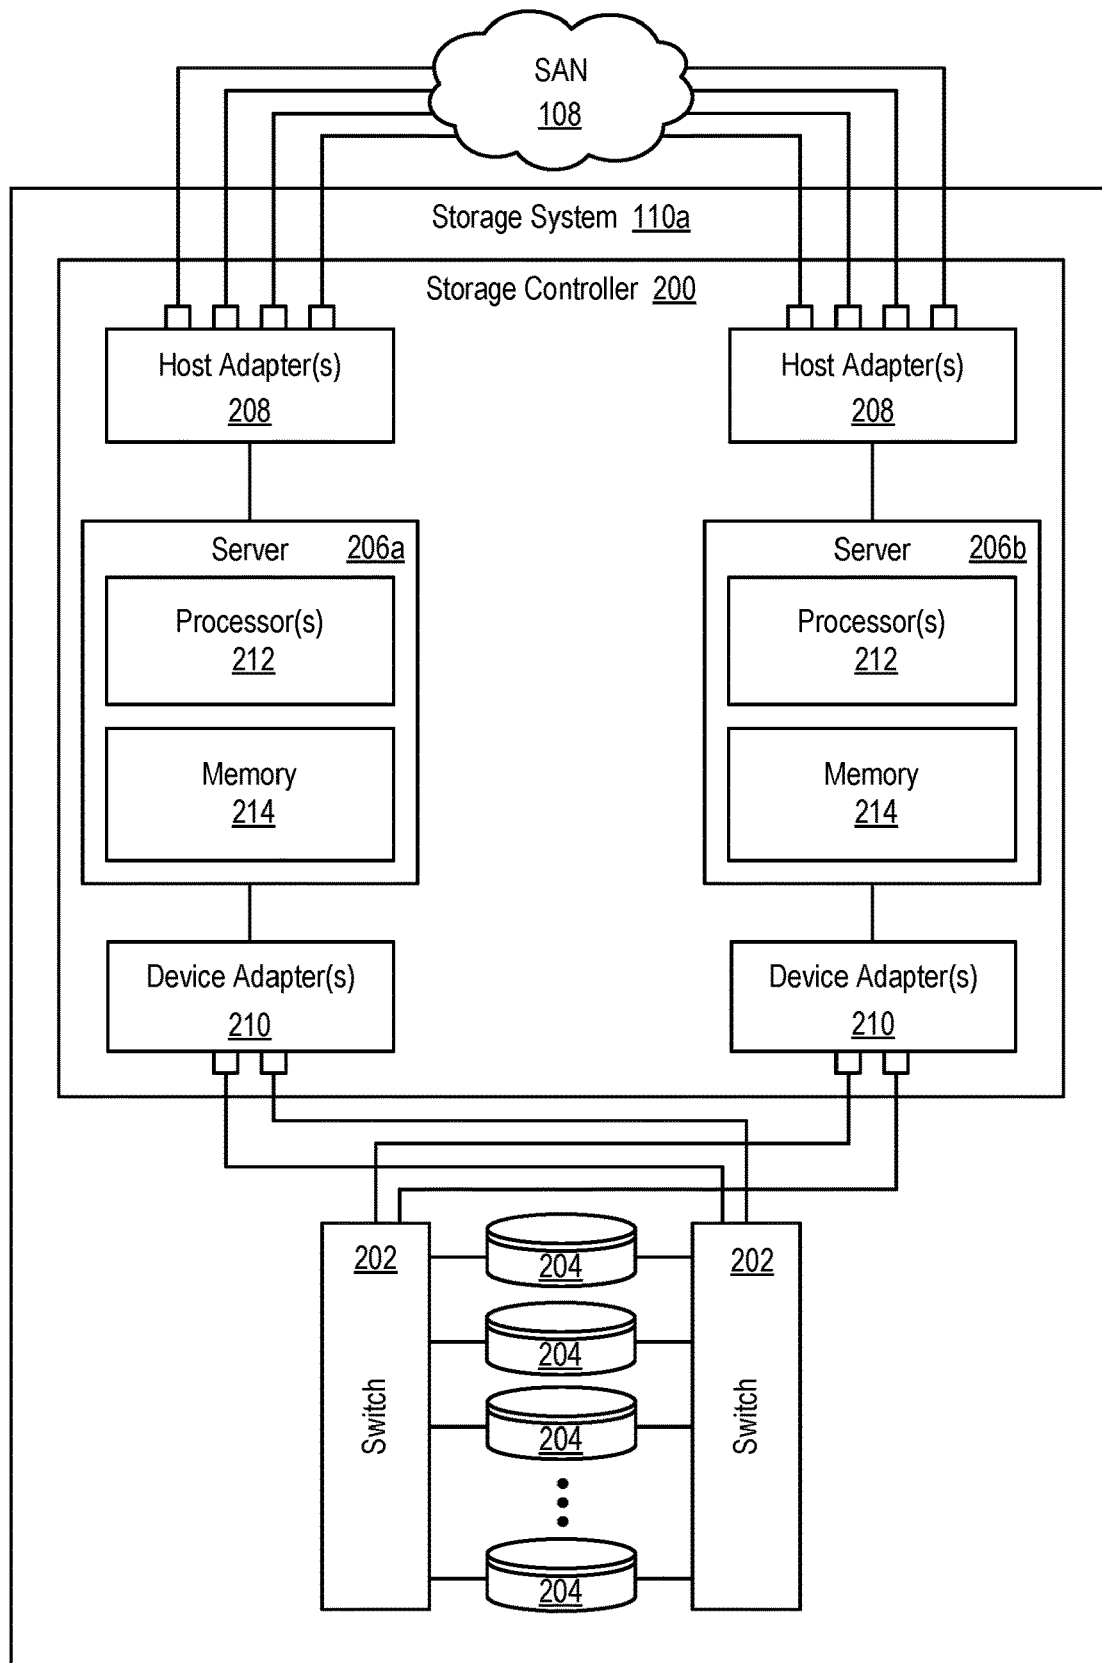 SAN
108
Storage System 110a
Storage Controller 200
Host Adapter(s)
208
Host Adapter(s)
208
Server 206a
Server 206b
Processor(s)
212
Processor(s)
212
Memory
214
Memory
214
Device Adapter(s)
210
Device Adapter(s)
210
202
204
202
204
204
Switch
Switch
204